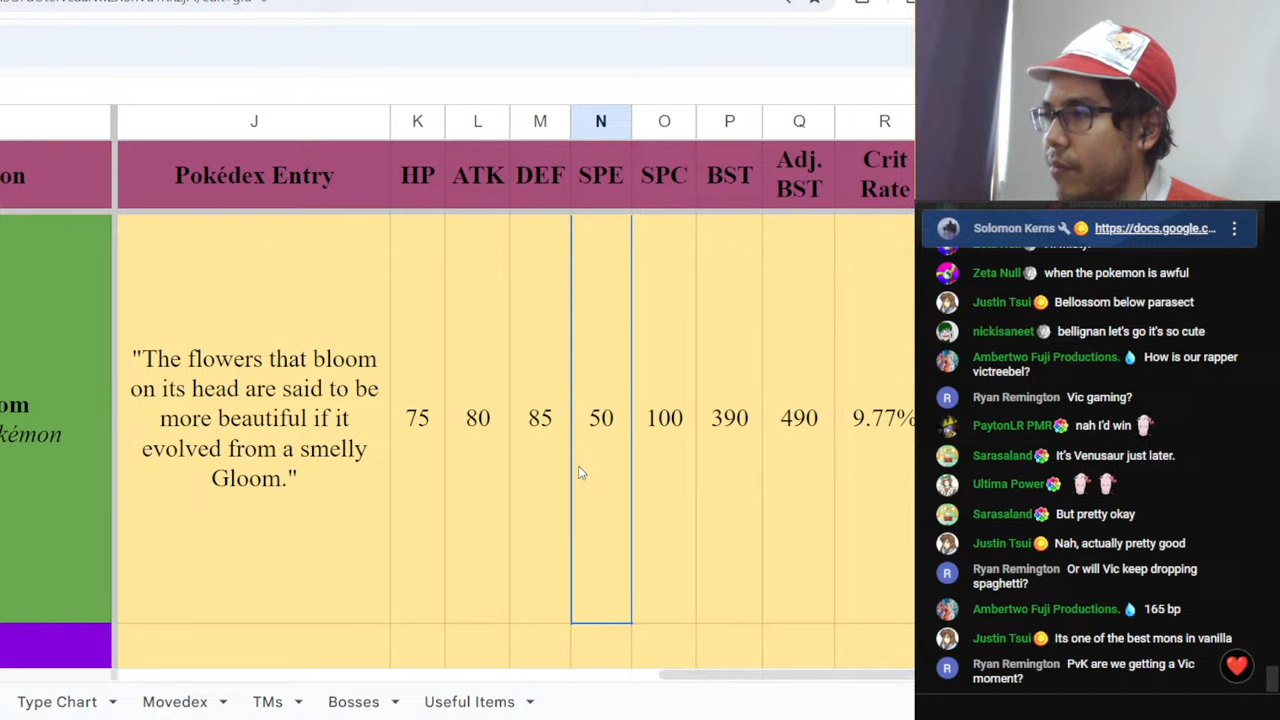 J K L M N O P Q R
on Pokédex Entry HP ATK DEF SPE SPC BST Adj. BST Crit Rate
"The flowers that bloom
on its head are said to be
more beautiful if it
evolved from a smelly
Gloom."
om
kémon
75 80 85 50 100 390 490 9.77%
Type Chart Movedex TMs Bosses Useful Items
Solomon Kerns https://docs.google.c...
Zeta Null when the pokemon is awful
Justin Tsui Bellossom below parasect
nickisaneet bellignan let's go it's so cute
Ambertwo Fuji Productions. How is our rapper
victreebel?
Ryan Remington Vic gaming?
PaytonLR PMR nah I'd win
Sarasaland It's Venusaur just later.
Ultima Power
Sarasaland But pretty okay
Justin Tsui Nah, actually pretty good
Ryan Remington Or will Vic keep dropping
spaghetti?
Ambertwo Fuji Productions. 165 bp
Justin Tsui Its one of the best mons in vanilla
Ryan Remington PvK are we getting a Vic
moment?